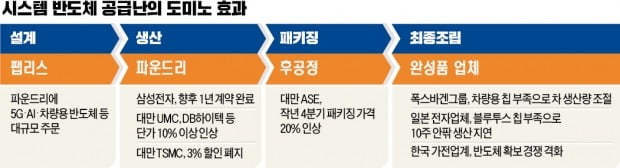 시스템 반도체 공급난의 도미노 효과
설계
팹리스
파운드리에
5G·AI·차량용 반도체 등
대규모 주문
생산
파운드리
삼성전자, 향후 1년 계약 완료
대만 UMC, DB하이텍 등
단가 10% 이상 인상
대만 TSMC, 3% 할인 폐지
패키징
후공정
대만 ASE,
작년 4분기 패키징 가격
20% 인상
최종조립
완성품 업체
폭스바겐그룹, 차량용 칩 부족으로 차 생산량 조절
일본 전자업체, 블루투스 칩 부족으로
10주 안팎 생산 지연
한국 가전업계, 반도체 확보 경쟁 격화